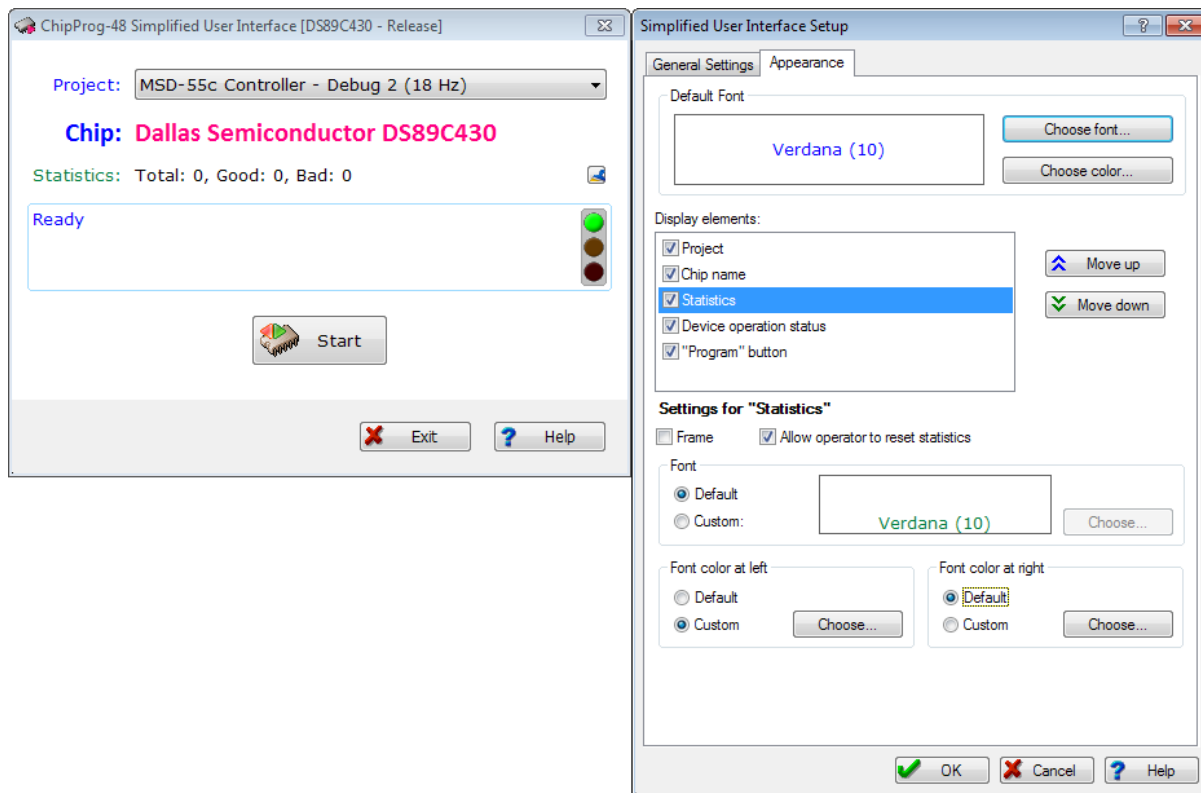 ChipProg-48 Simplified User Interface [DS89C430 - Release]
Project: MSD-55c Controller - Debug 2 (18 Hz)
Chip: Dallas Semiconductor DS89C430
Statistics: Total: 0, Good: 0, Bad: 0
Ready
Start
Exit
? Help
Simplified User Interface Setup
General Settings Appearance
Default Font
Verdana (10)
Choose font...
Choose color...
Display elements:
Project
Chip name
Statistics
Device operation status
"Program" button
Move up
Move down
Settings for "Statistics"
Frame Allow operator to reset statistics
Font
Default
Custom: Verdana (10) Choose...
Font color at left
Default
Custom Choose...
Font color at right
Default
Custom Choose...
OK Cancel ? Help